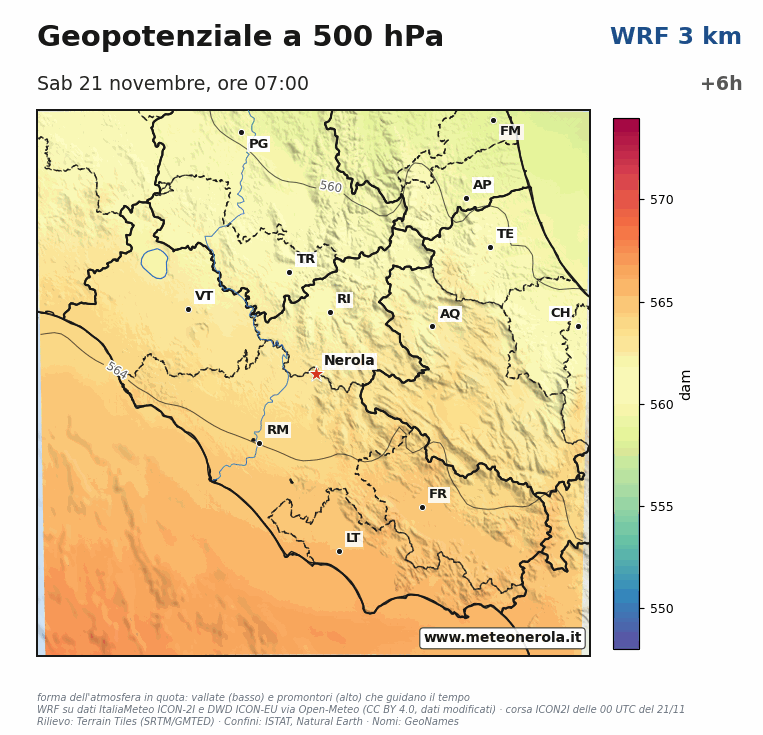 Geopotenziale a 500 hPa
WRF 3 km
Sab 21 novembre, ore 07:00
+6h
FM
PG
560
AP
570
TE
TR
565
VT
RI
AQ
CH
Nerola
564
dam
560
RM
FR
555
LT
550
www.meteonerola.it
forma dell'atmosfera in quota: vallate (basso) e promontori (alto) che guidano il tempo
WRF su dati ItaliaMeteo ICON-2I e DWD ICON-EU via Open-Meteo (CC BY 4.0, dati modificati) · corsa ICON2I delle 00 UTC del 21/11
Rilievo: Terrain Tiles (SRTM/GMTED) · Confini: ISTAT, Natural Earth · Nomi: GeoNames